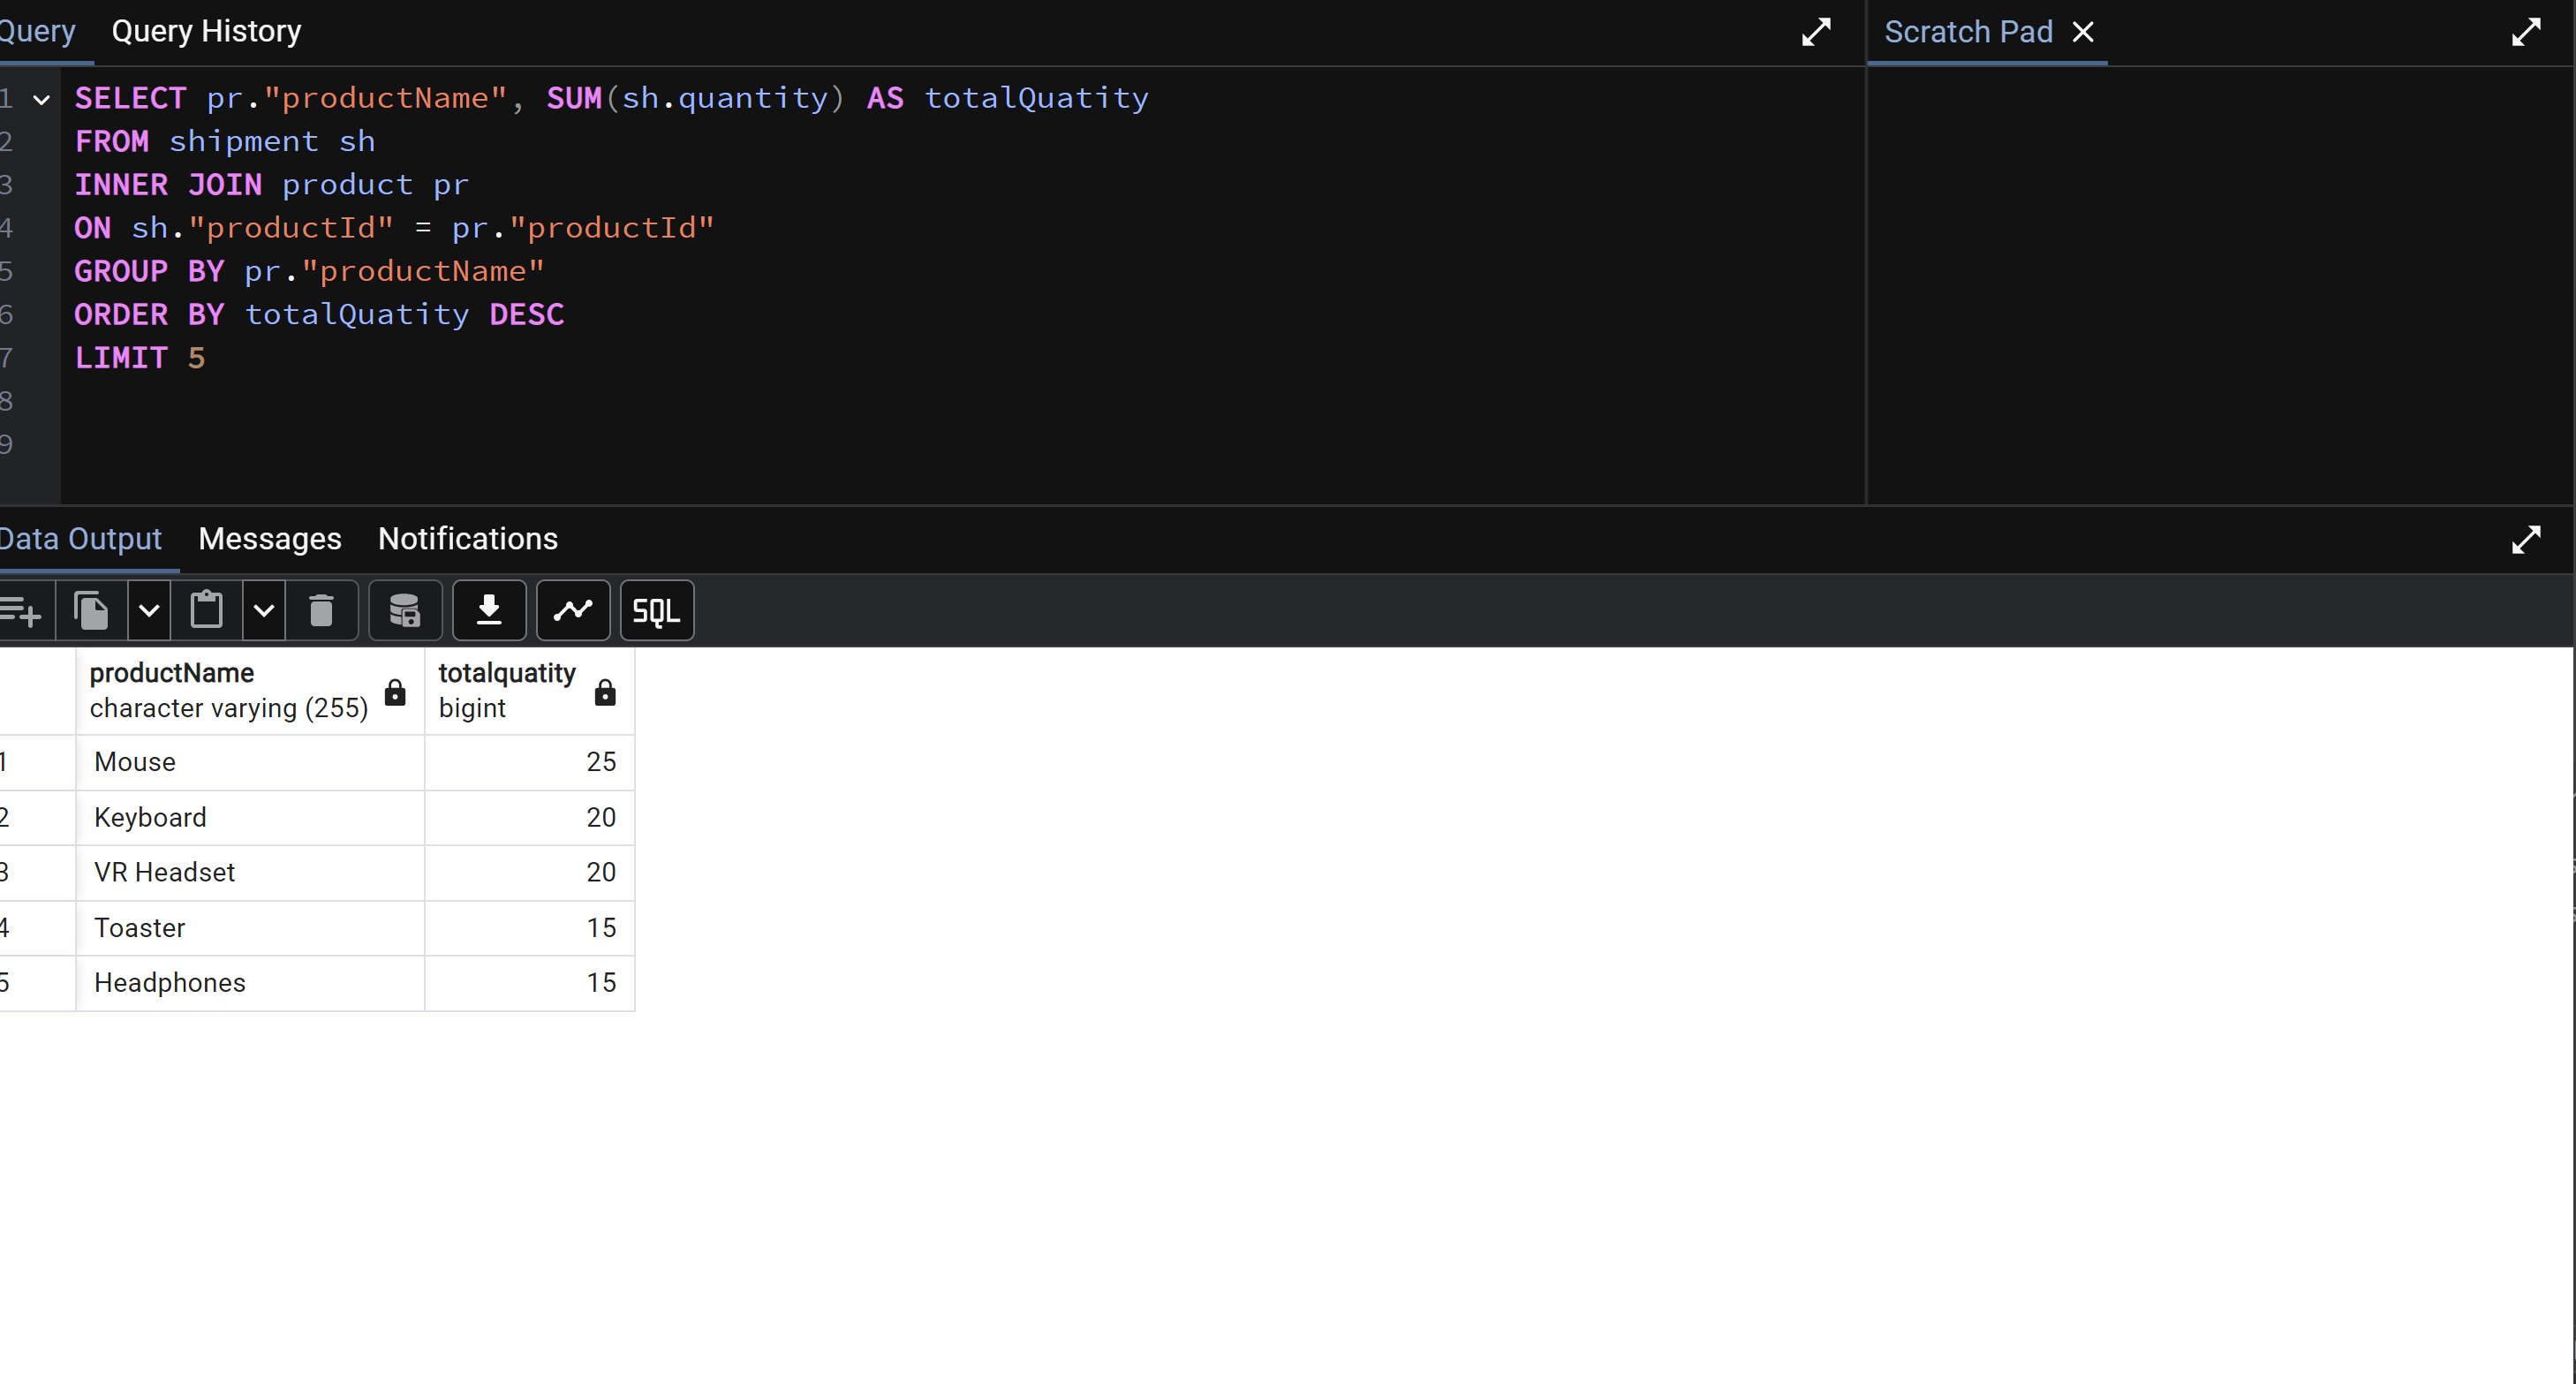 Query Query History Scratch Pad
1 SELECT pr."productName", SUM(sh.quantity) AS totalQuatity
2 FROM shipment sh
3 INNER JOIN product pr
4 ON sh."productId" = pr."productId"
5 GROUP BY pr."productName"
6 ORDER BY totalQuatity DESC
7 LIMIT 5
8
9
Data Output Messages Notifications
SQL
productName totalquatity
character varying (255) bigint
1 Mouse 25
2 Keyboard 20
3 VR Headset 20
4 Toaster 15
5 Headphones 15